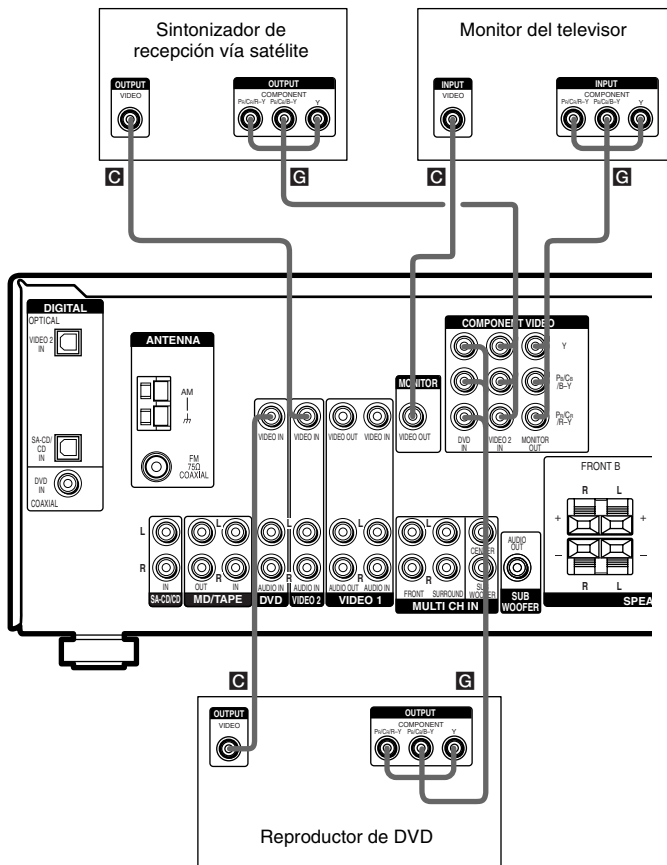 Sintonizador de
recepción vía satélite
OUTPUT
VIDEO
OUTPUT
COMPONENT
PR/CR/R–Y PB/CB/B–Y Y
Monitor del televisor
INPUT
VIDEO
INPUT
COMPONENT
PR/CR/R–Y PB/CB/B–Y Y
C G C G
DIGITAL
OPTICAL
VIDEO 2
IN
SA-CD/
CD
IN
DVD
IN
COAXIAL
ANTENNA
AM
FM
75Ω
COAXIAL
VIDEO IN VIDEO IN VIDEO OUT VIDEO IN
MONITOR
VIDEO OUT
COMPONENT VIDEO
Y
PB/CB
/B–Y
PR/CR
/R–Y
DVD
IN
VIDEO 2
IN
MONITOR
OUT
FRONT B
R L
+ +
– –
R L
SPEA
L L L L L
R R R R R
IN OUT IN AUDIO IN AUDIO IN AUDIO OUT AUDIO IN
SA-CD/CD MD/TAPE DVD VIDEO 2 VIDEO 1
CENTER
FRONT SURROUND SUB
WOOFER
MULTI CH IN
AUDIO
OUT
SUB
WOOFER
C G
OUTPUT
VIDEO
OUTPUT
COMPONENT
PR/CR/R–Y PB/CB/B–Y Y
Reproductor de DVD